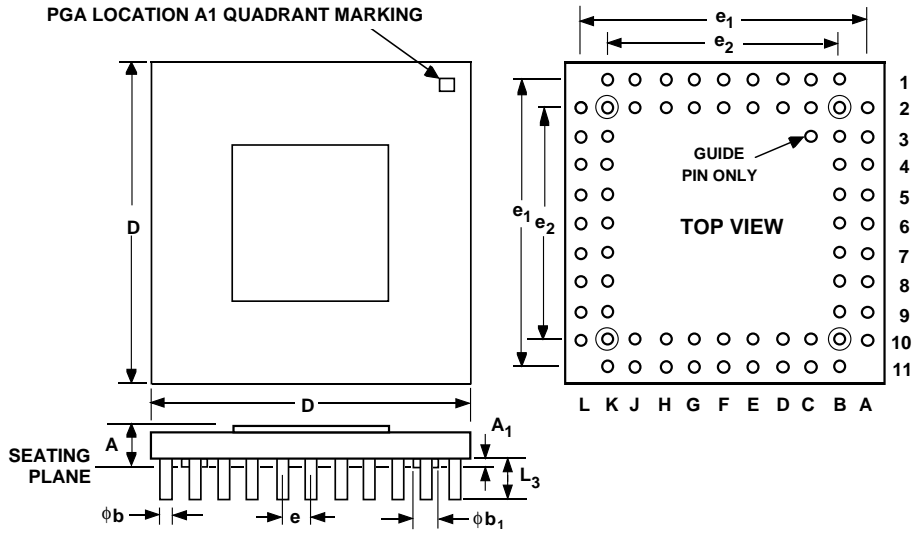 PGA LOCATION A1 QUADRANT MARKING
D
D
A
A1
SEATING
PLANE
L3
ϕb
e
ϕb1
e1
e2
e1
e2
GUIDE
PIN ONLY
TOP VIEW
1
2
3
4
5
6
7
8
9
10
11
L K J H G F E D C B A